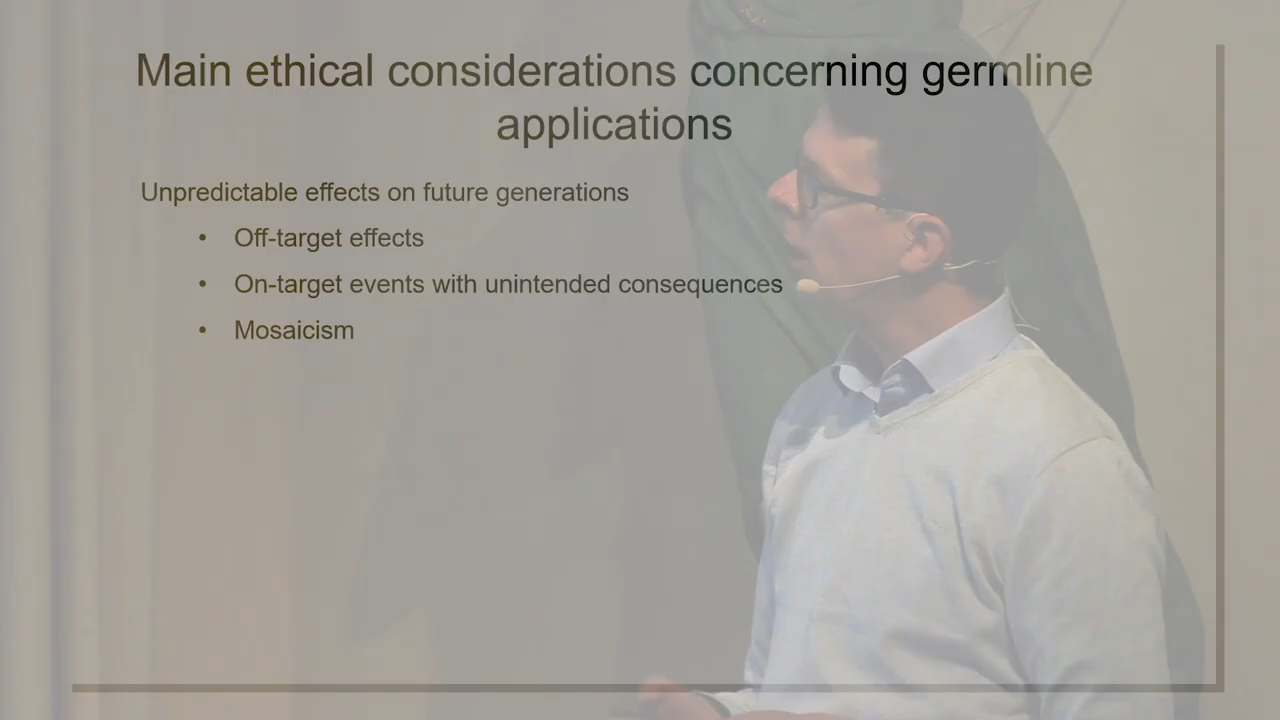 Main ethical considerations concerning germline
applications
Unpredictable effects on future generations
• Off-target effects
• On-target events with unintended consequences
• Mosaicism